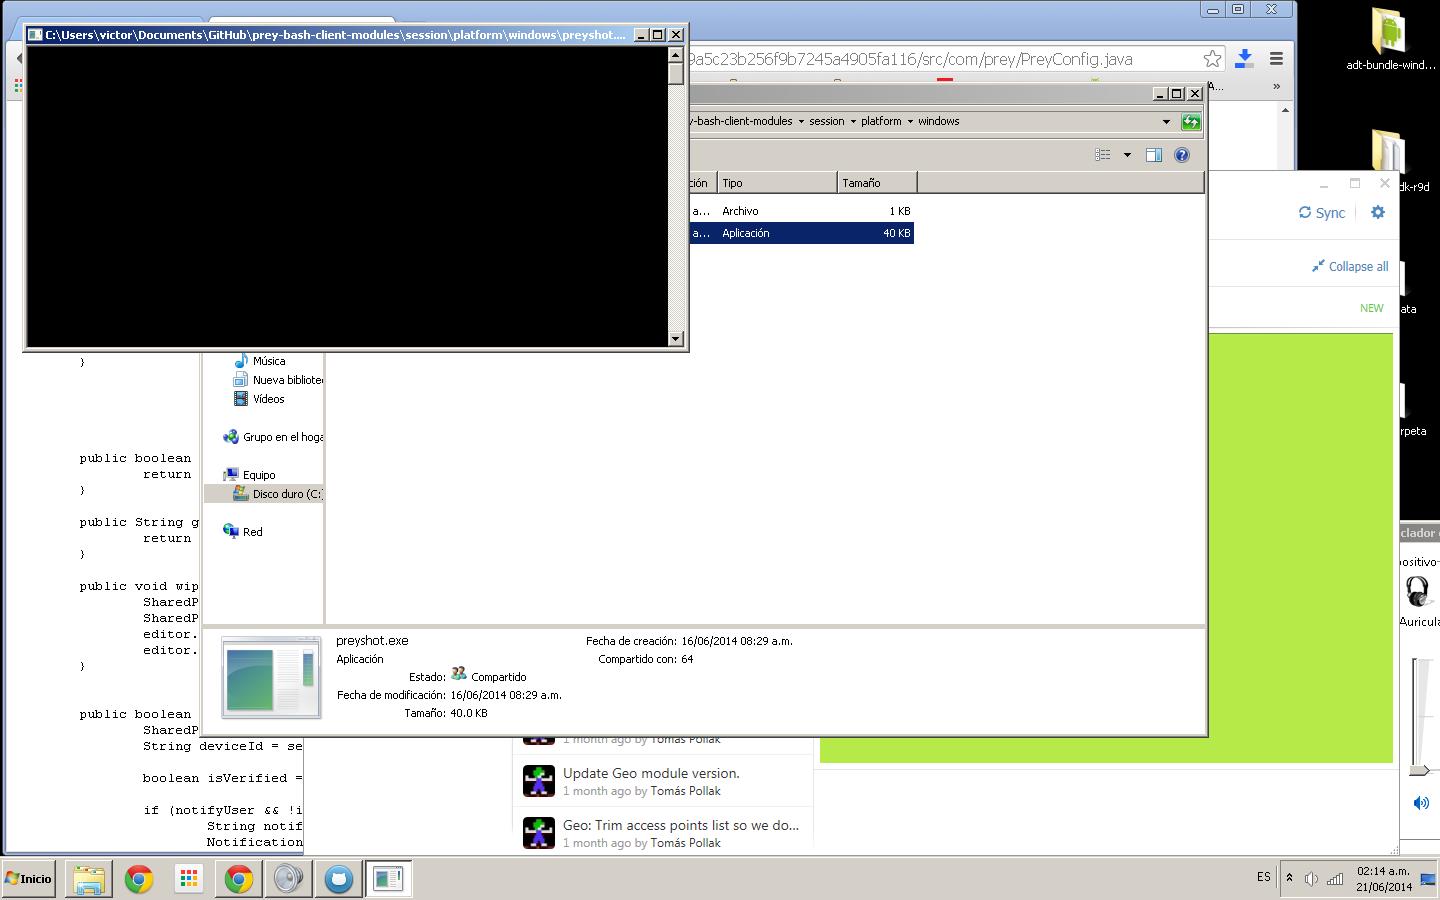 C:\Users\victor\Documents\GitHub\prey-bash-client-modules\session\platform\windows\preyshot....
9a5c23b256f9b7245a4905fa116/src/com/prey/PreyConfig.java
A...
»
adt-bundle-wind...
-bash-client-modules
session
platform
windows
ción
Tipo
Tamaño
a...
Archivo
1 KB
a...
Aplicación
40 KB
dk-r9d
Sync
Collapse all
NEW
ata
rpeta
Música
Nueva bibliote
Vídeos
Grupo en el hoga
Equipo
Disco duro (C:
Red
}
public boolean
return
}
public String g
return
}
public void wip
SharedP
SharedP
editor.
editor.
}
public boolean
SharedP
String deviceId = se
boolean isVerified =
if (notifyUser && !i
String notif
Notification
preyshot.exe
Aplicación
Estado: Compartido
Fecha de modificación: 16/06/2014 08:29 a.m.
Tamaño: 40.0 KB
Fecha de creación: 16/06/2014 08:29 a.m.
Compartido con: 64
1 month ago by Tomás Pollak
Update Geo module version.
1 month ago by Tomás Pollak
Geo: Trim access points list so we do...
1 month ago by Tomás Pollak
clador
ositivo
Auricula
Inicio
ES
02:14 a.m.
21/06/2014